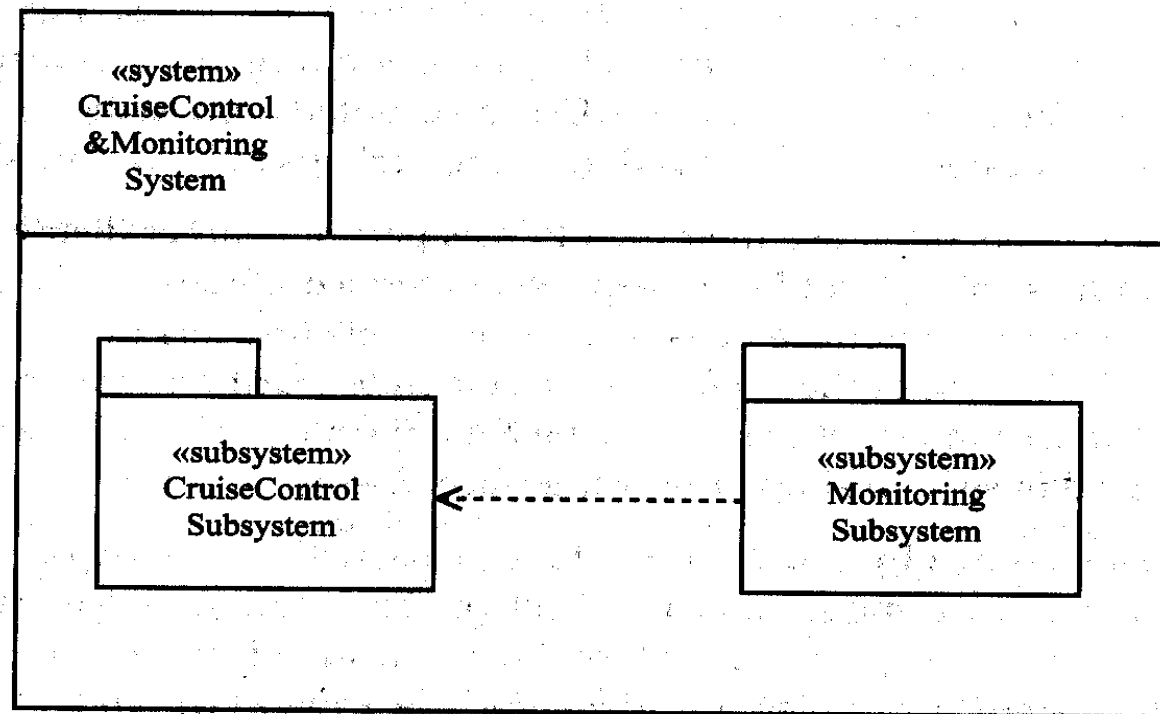 «system»
CruiseControl
&Monitoring
System
«subsystem»
CruiseControl
Subsystem
«subsystem»
Monitoring
Subsystem